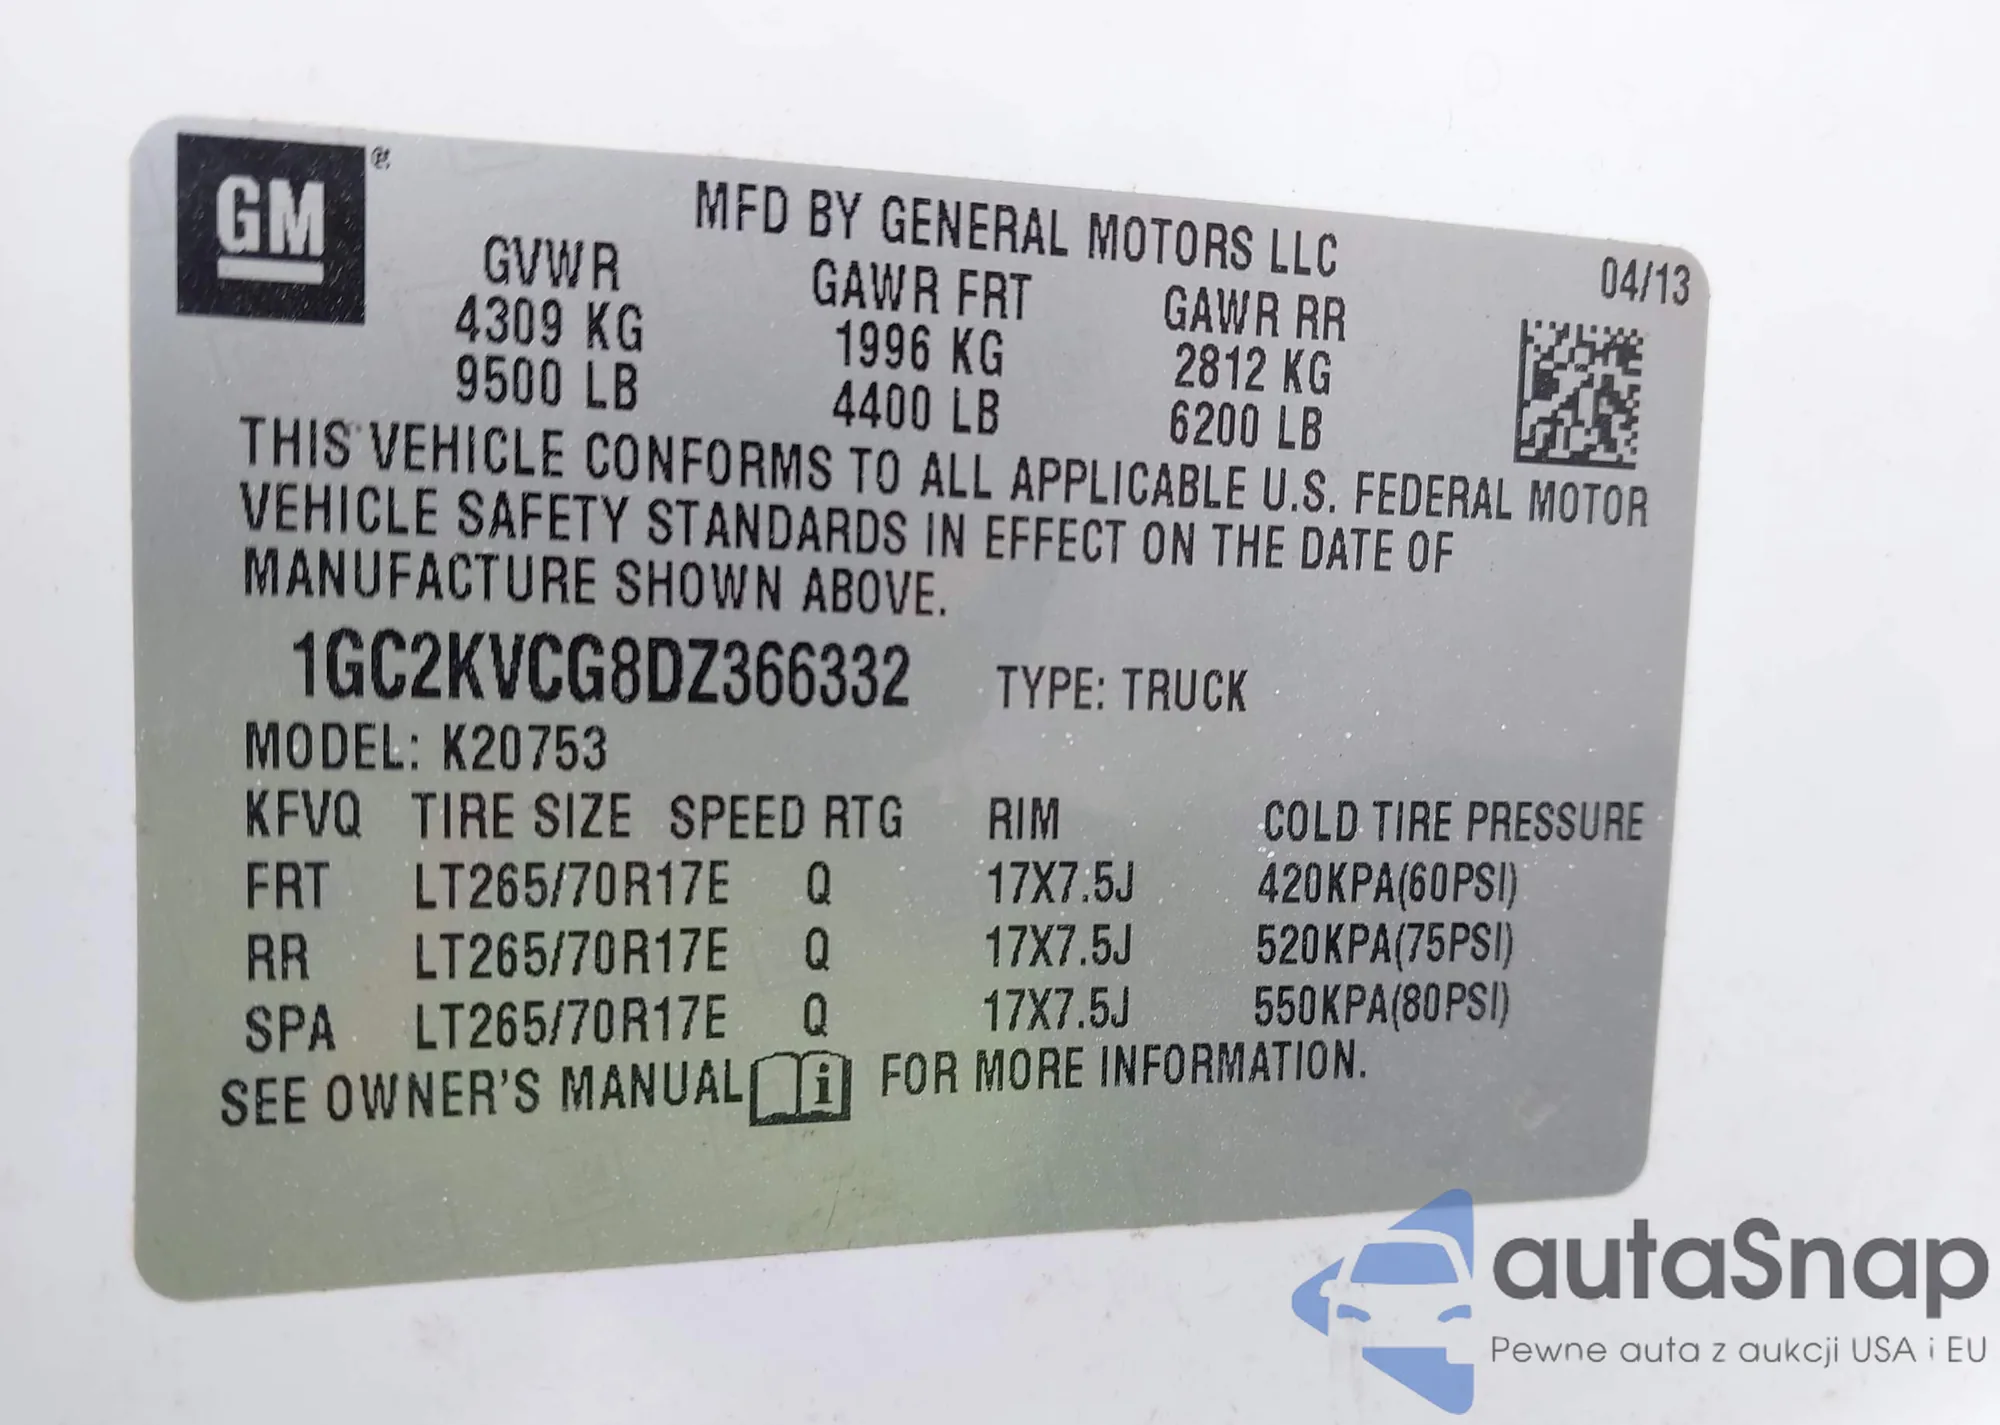 GM®
MFD BY GENERAL MOTORS LLC
04/13
GVWR GAWR FRT GAWR RR
4309 KG 1996 KG 2812 KG
9500 LB 4400 LB 6200 LB
THIS VEHICLE CONFORMS TO ALL APPLICABLE U.S. FEDERAL MOTOR
VEHICLE SAFETY STANDARDS IN EFFECT ON THE DATE OF
MANUFACTURE SHOWN ABOVE.
1GC2KVCG8DZ366332 TYPE: TRUCK
MODEL: K20753
KFVQ TIRE SIZE SPEED RTG RIM COLD TIRE PRESSURE
FRT LT265/70R17E Q 17X7.5J 420KPA(60PSI)
RR LT265/70R17E Q 17X7.5J 520KPA(75PSI)
SPA LT265/70R17E Q 17X7.5J 550KPA(80PSI)
SEE OWNER'S MANUAL i FOR MORE INFORMATION.
autaSnap
Pewne auta z aukcji USA i EU